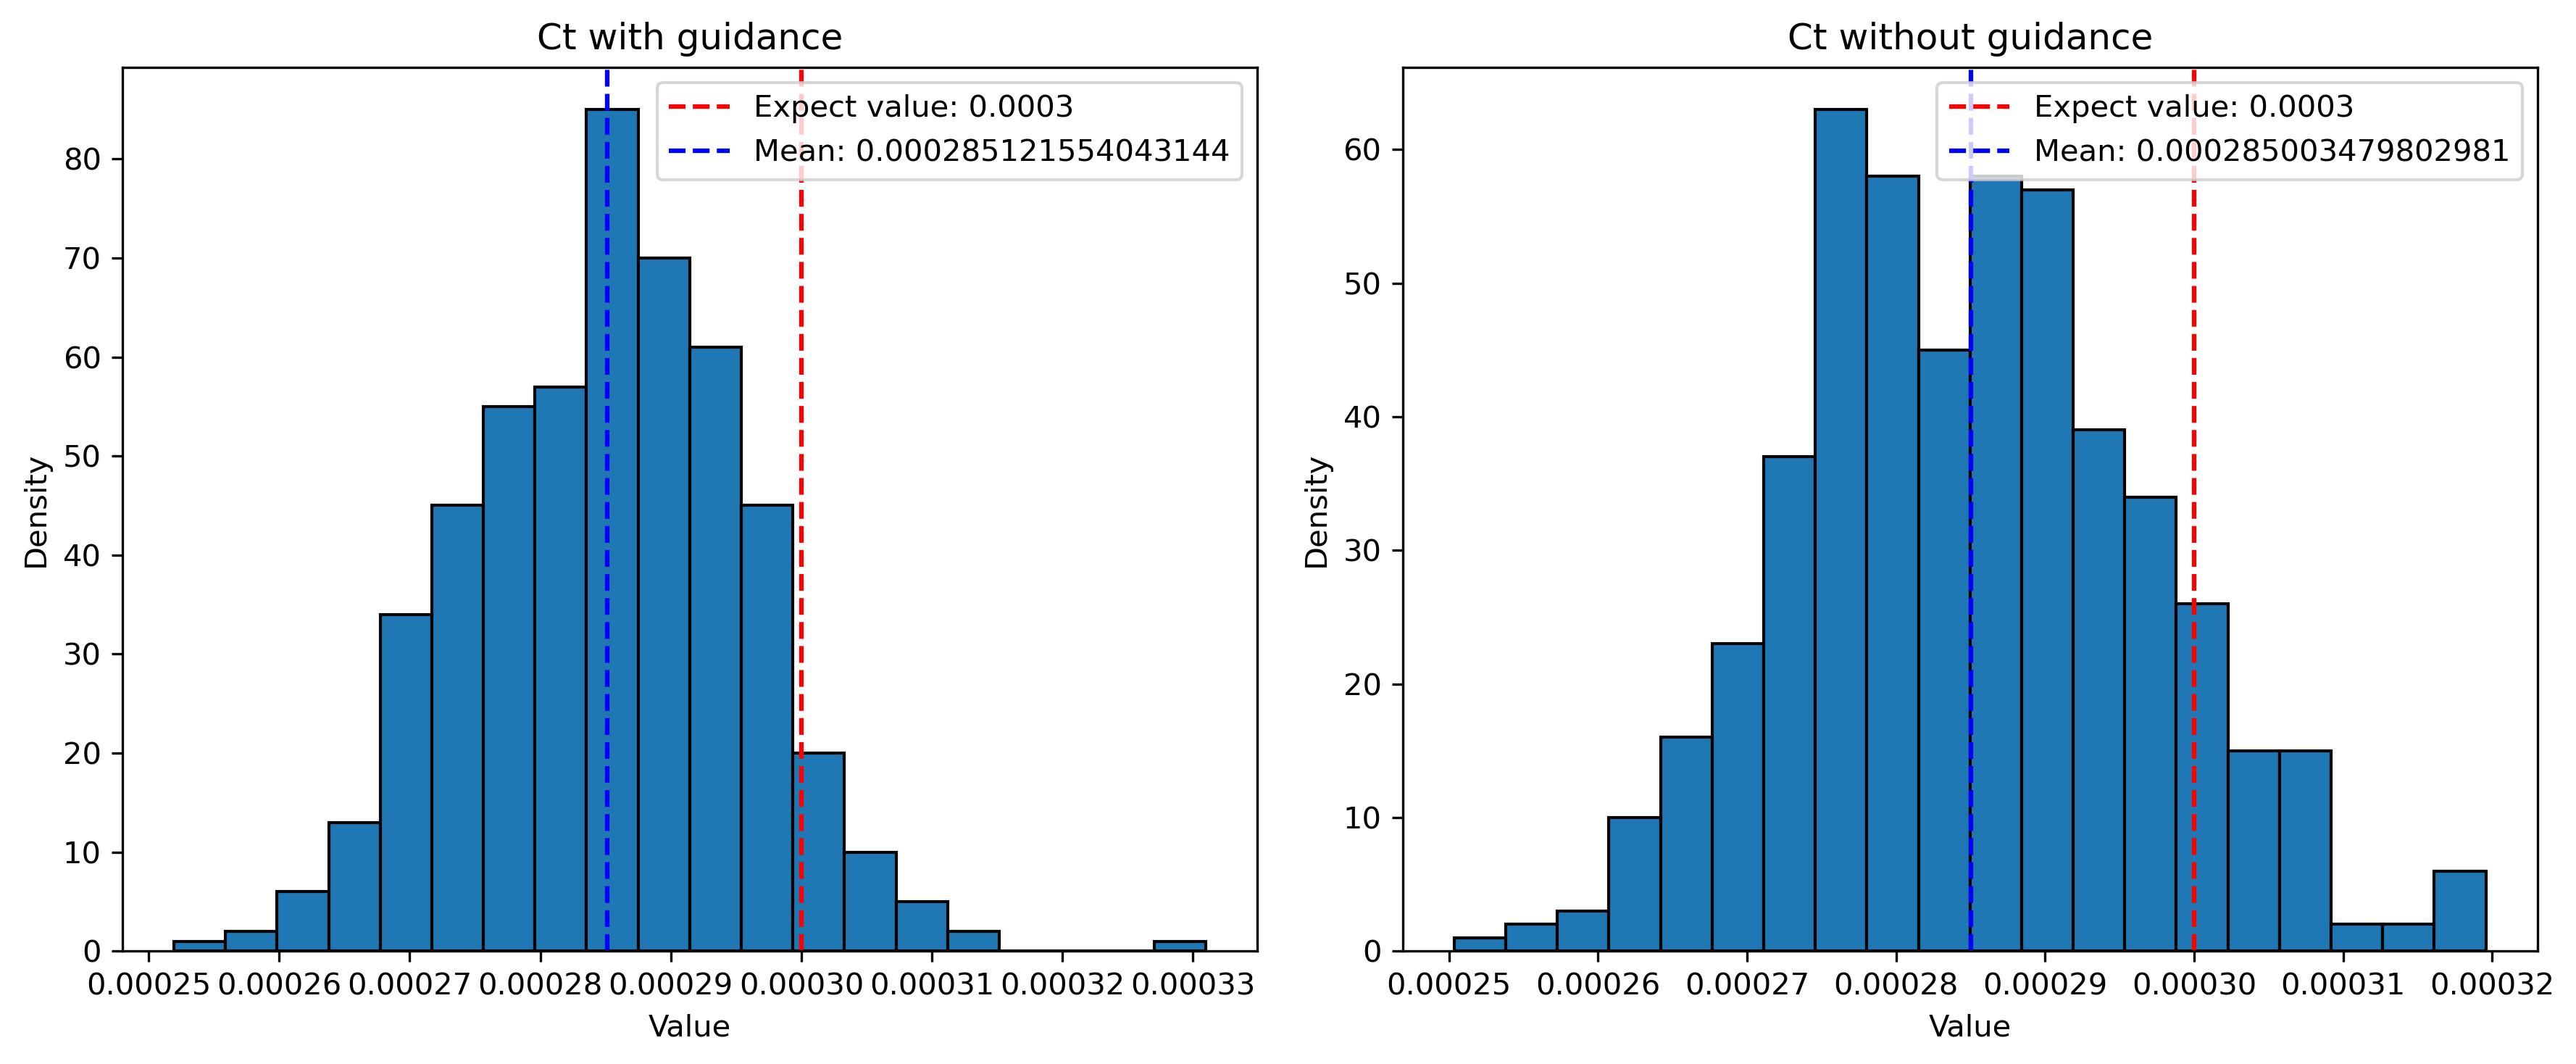 Ct with guidance
Expect value: 0.0003
Mean: 0.000285121554043144
80
70
60
50
40
30
20
10
0
Density
0.00025 0.00026 0.00027 0.00028 0.00029 0.00030 0.00031 0.00032 0.00033
Value
Ct without guidance
Expect value: 0.0003
Mean: 0.000285003479802981
60
50
40
30
20
10
0
Density
0.00025 0.00026 0.00027 0.00028 0.00029 0.00030 0.00031 0.00032
Value